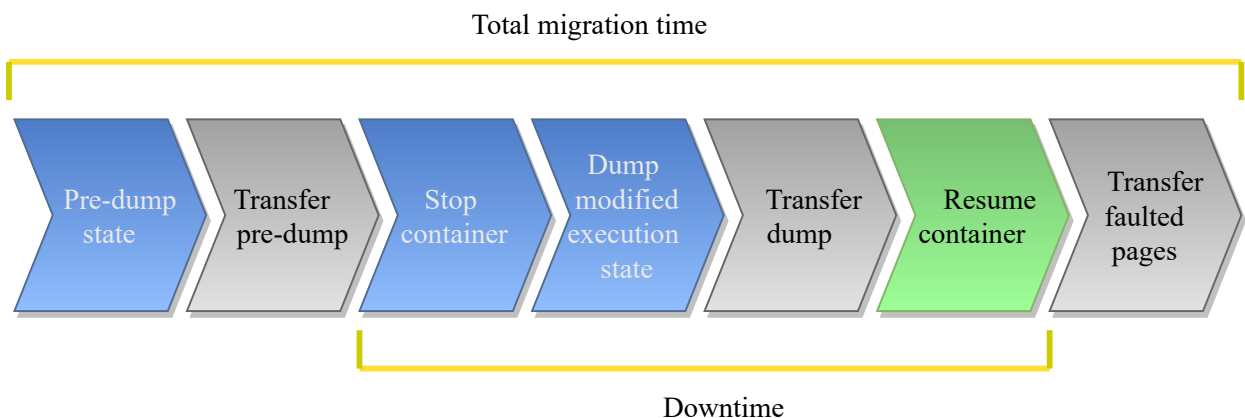 Total migration time
Pre-dump
state
Transfer
pre-dump
Stop
container
Dump
modified
execution
state
Transfer
dump
Resume
container
Transfer
faulted
pages
Downtime